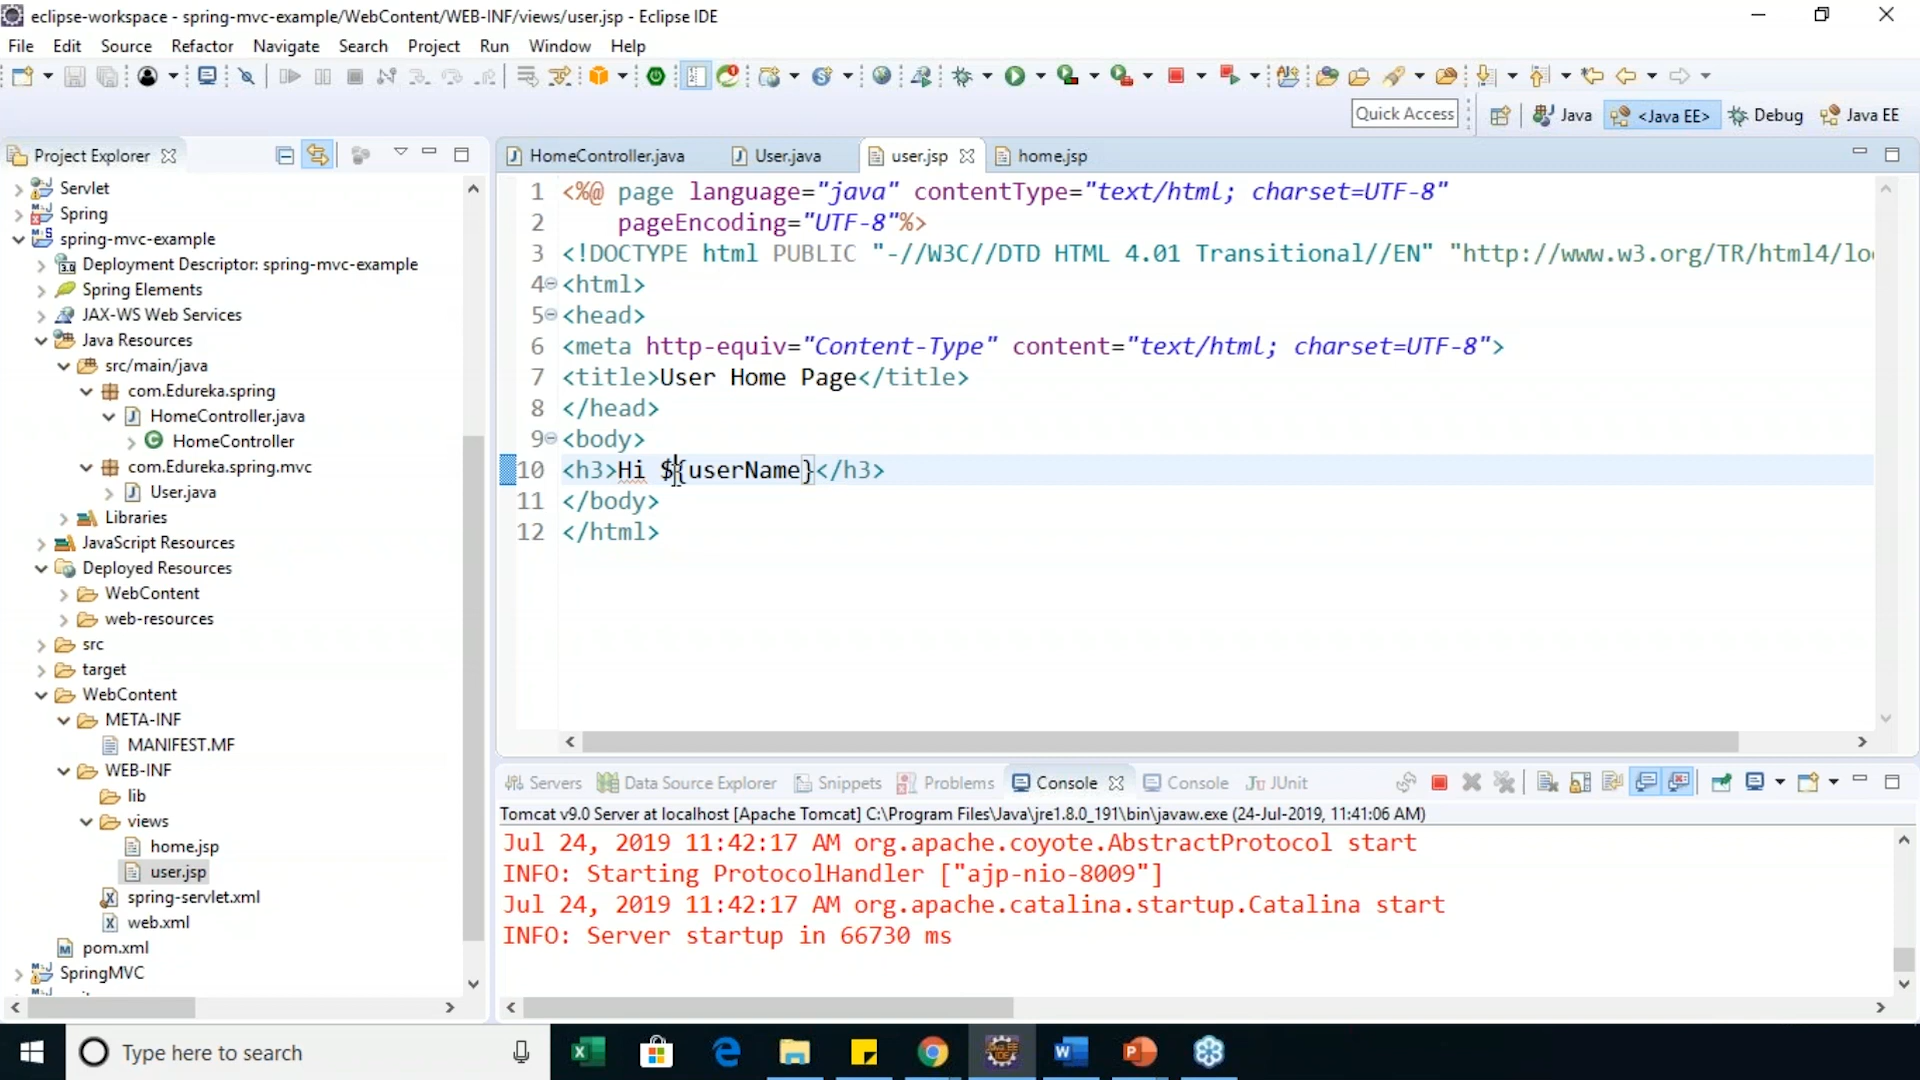 eclipse-workspace - spring-mvc-example/WebContent/WEB-INF/views/user.jsp - Eclipse IDE
File Edit Source Refactor Navigate Search Project Run Window Help
Quick Access Java <Java EE> Debug Java EE
Project Explorer
Servlet
Spring
spring-mvc-example
Deployment Descriptor: spring-mvc-example
Spring Elements
JAX-WS Web Services
Java Resources
src/main/java
com.Edureka.spring
HomeController.java
HomeController
com.Edureka.spring.mvc
User.java
Libraries
JavaScript Resources
Deployed Resources
WebContent
web-resources
src
target
WebContent
META-INF
MANIFEST.MF
WEB-INF
lib
views
home.jsp
user.jsp
spring-servlet.xml
web.xml
pom.xml
SpringMVC
HomeController.java User.java user.jsp home.jsp
1 <%@ page language="java" contentType="text/html; charset=UTF-8"
2 pageEncoding="UTF-8"%>
3 <!DOCTYPE html PUBLIC "-//W3C//DTD HTML 4.01 Transitional//EN" "http://www.w3.org/TR/html4/loo
4 <html>
5 <head>
6 <meta http-equiv="Content-Type" content="text/html; charset=UTF-8">
7 <title>User Home Page</title>
8 </head>
9 <body>
10 <h3>Hi ${userName}</h3>
11 </body>
12 </html>
Servers Data Source Explorer Snippets Problems Console Console JUnit
Tomcat v9.0 Server at localhost [Apache Tomcat] C:\Program Files\Java\jre1.8.0_191\bin\javaw.exe (24-Jul-2019, 11:41:06 AM)
Jul 24, 2019 11:42:17 AM org.apache.coyote.AbstractProtocol start
INFO: Starting ProtocolHandler ["ajp-nio-8009"]
Jul 24, 2019 11:42:17 AM org.apache.catalina.startup.Catalina start
INFO: Server startup in 66730 ms
Type here to search